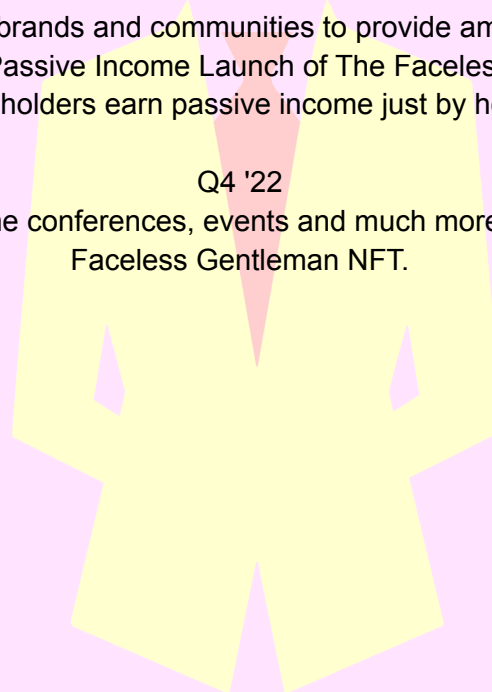 brands and communities to provide am
Passive Income Launch of The Faceles
holders earn passive income just by h
Q4 '22
e conferences, events and much more
Faceless Gentleman NFT.